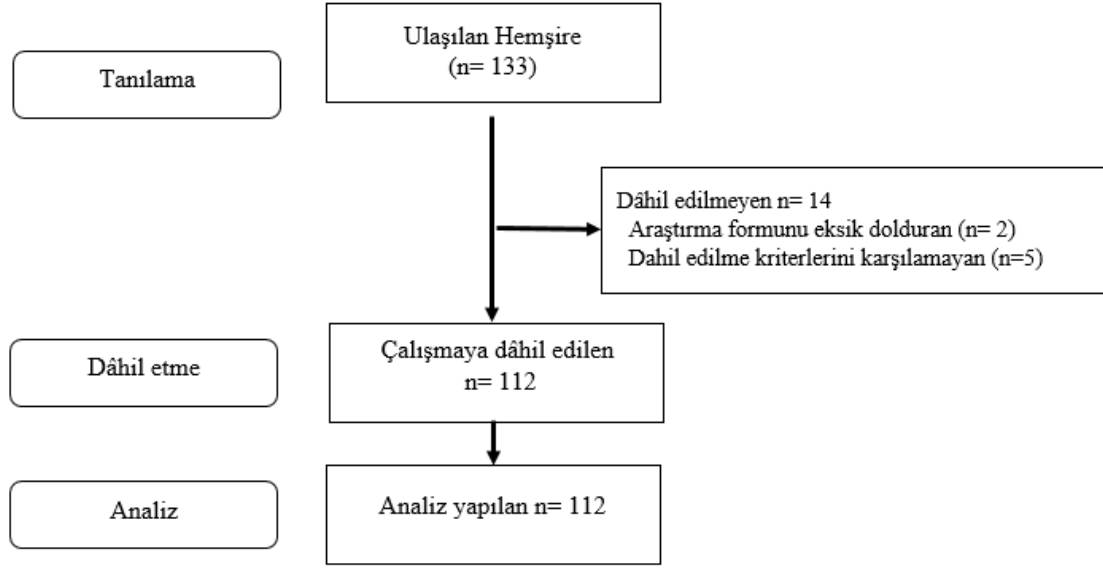 Tanılama
Ulaşılan Hemşire
(n= 133)
Dâhil edilmeyen n= 14
Araştırma formunu eksik dolduran (n= 2)
Dahil edilme kriterlerini karşılamayan (n=5)
Dâhil etme
Çalışmaya dâhil edilen
n= 112
Analiz
Analiz yapılan n= 112